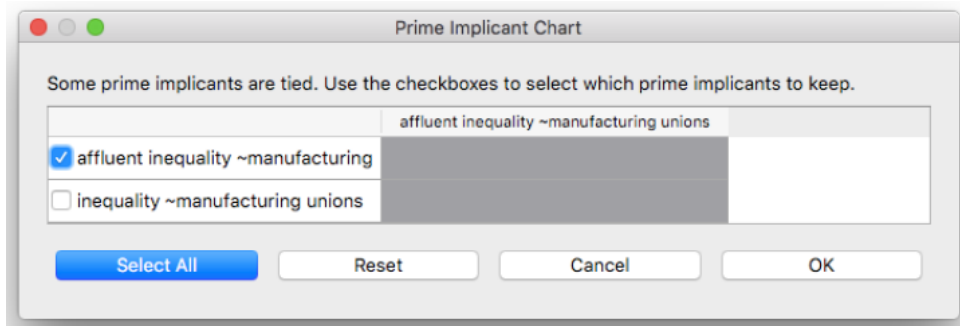 Prime Implicant Chart
Some prime implicants are tied. Use the checkboxes to select which prime implicants to keep.
affluent inequality ~manufacturing unions
affluent inequality ~manufacturing
inequality ~manufacturing unions
Select All Reset Cancel OK